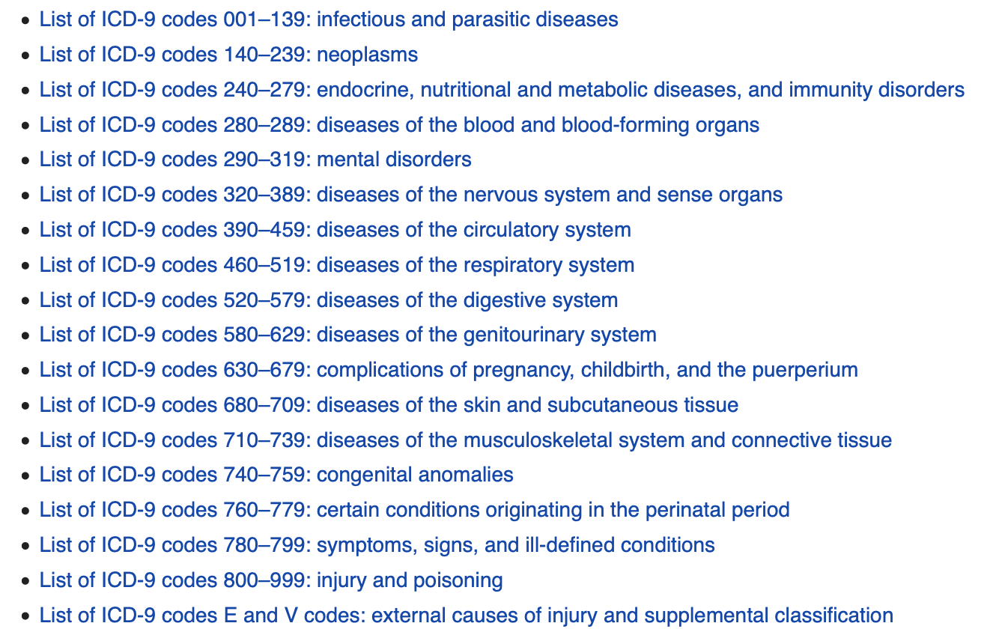 List of ICD-9 codes 001–139: infectious and parasitic diseases
List of ICD-9 codes 140–239: neoplasms
List of ICD-9 codes 240–279: endocrine, nutritional and metabolic diseases, and immunity disorders
List of ICD-9 codes 280–289: diseases of the blood and blood-forming organs
List of ICD-9 codes 290–319: mental disorders
List of ICD-9 codes 320–389: diseases of the nervous system and sense organs
List of ICD-9 codes 390–459: diseases of the circulatory system
List of ICD-9 codes 460–519: diseases of the respiratory system
List of ICD-9 codes 520–579: diseases of the digestive system
List of ICD-9 codes 580–629: diseases of the genitourinary system
List of ICD-9 codes 630–679: complications of pregnancy, childbirth, and the puerperium
List of ICD-9 codes 680–709: diseases of the skin and subcutaneous tissue
List of ICD-9 codes 710–739: diseases of the musculoskeletal system and connective tissue
List of ICD-9 codes 740–759: congenital anomalies
List of ICD-9 codes 760–779: certain conditions originating in the perinatal period
List of ICD-9 codes 780–799: symptoms, signs, and ill-defined conditions
List of ICD-9 codes 800–999: injury and poisoning
List of ICD-9 codes E and V codes: external causes of injury and supplemental classification